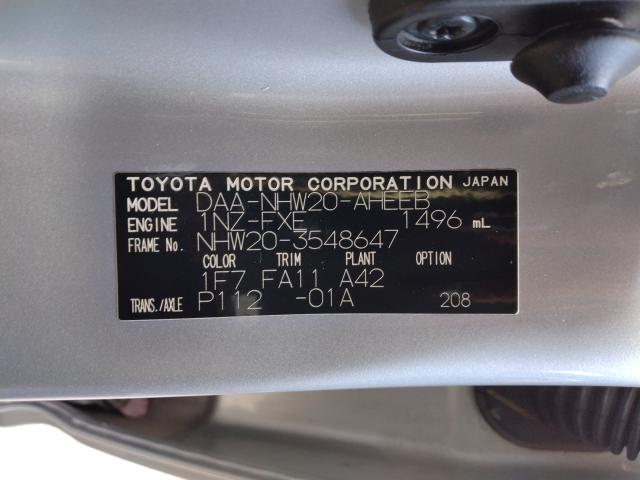 TOYOTA MOTOR CORPORATION JAPAN
MODEL DAA-NHW20-AHEEB
ENGINE 1NZ-FXE 1496 mL
FRAME No. NHW20-3548647
COLOR TRIM PLANT OPTION
1F7 FA11 A42
TRANS./AXLE P112 -01A 208